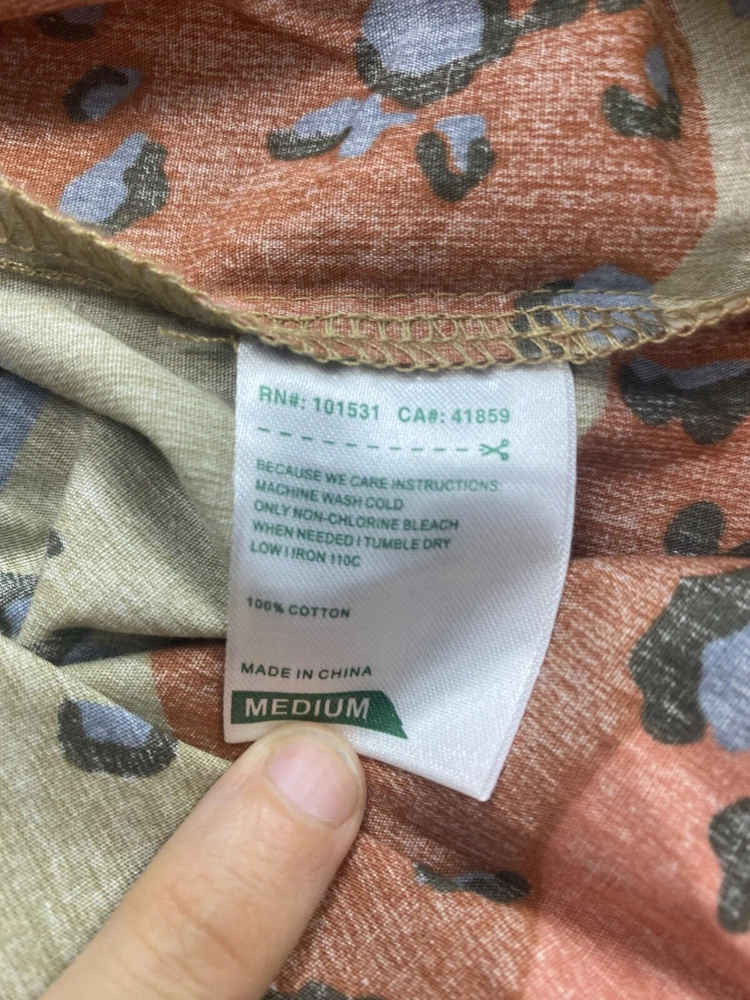 RN#: 101531 CA#: 41859
BECAUSE WE CARE INSTRUCTIONS:
MACHINE WASH COLD
ONLY NON-CHLORINE BLEACH
WHEN NEEDED | TUMBLE DRY
LOW | IRON 110C
100% COTTON
MADE IN CHINA
MEDIUM